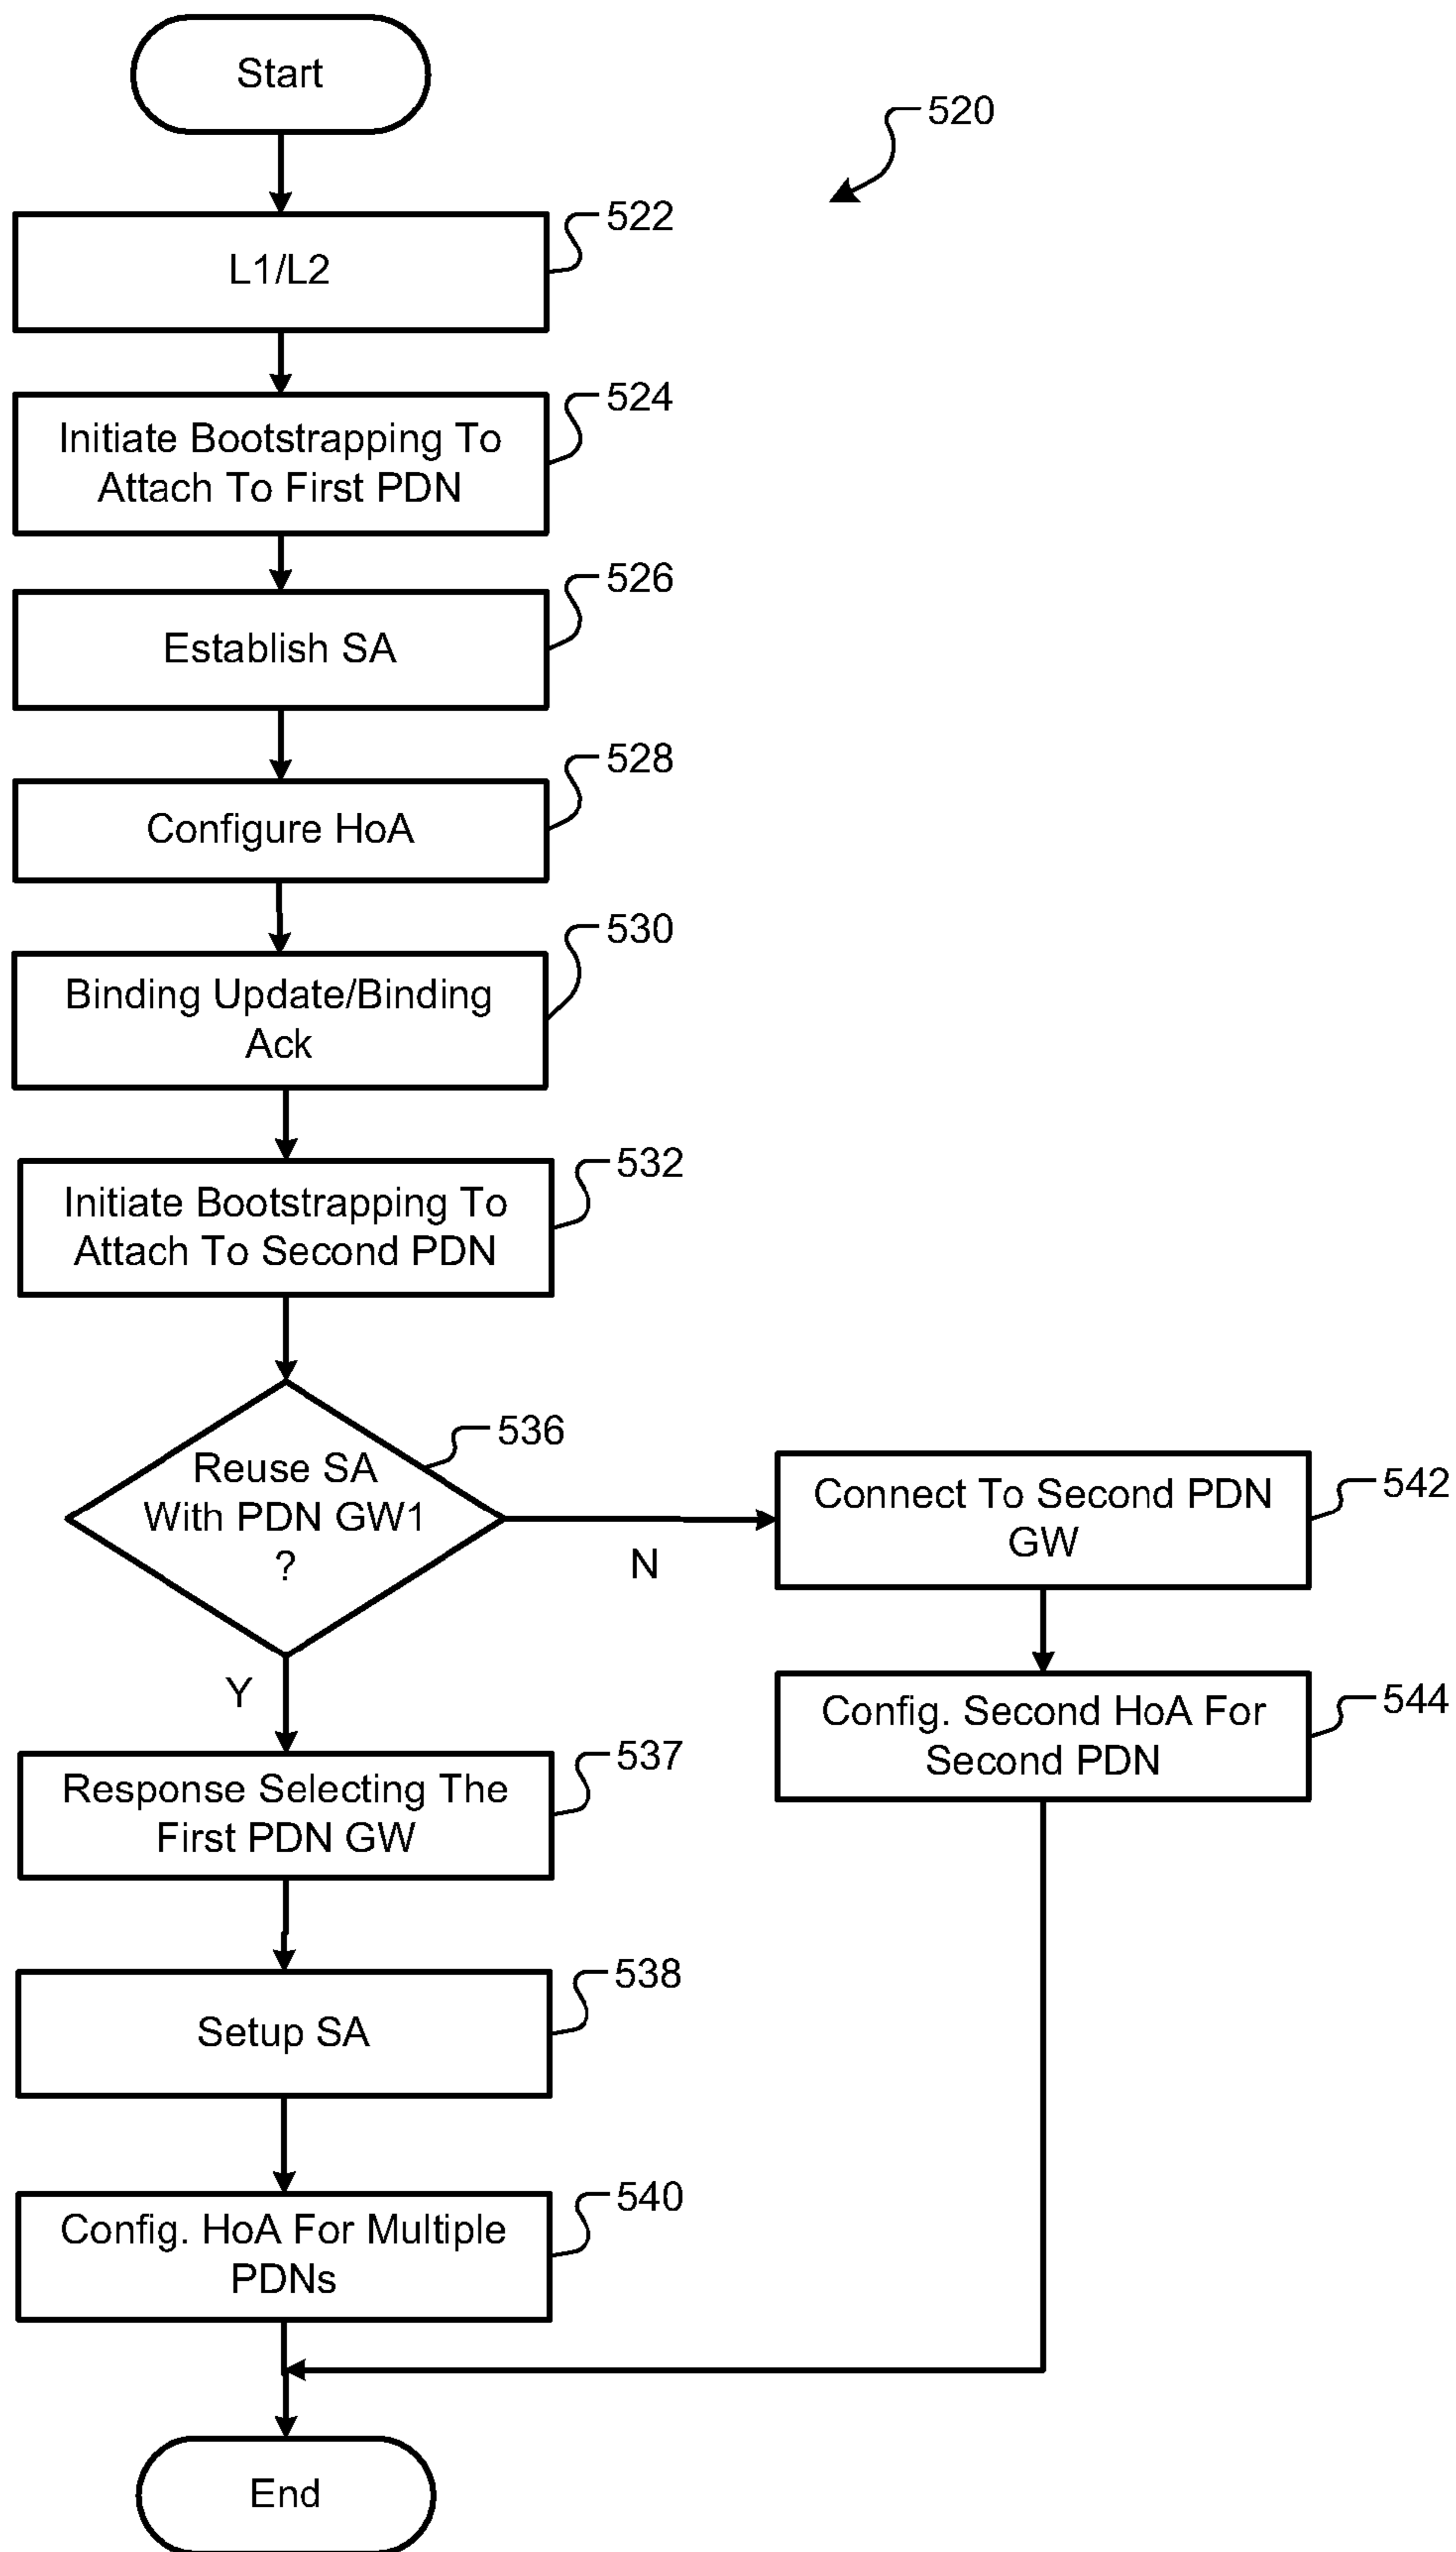 Start
520
522
L1/L2
524
Initiate Bootstrapping To
Attach To First PDN
526
Establish SA
528
Configure HoA
530
Binding Update/Binding
Ack
532
Initiate Bootstrapping To
Attach To Second PDN
536
Reuse SA
With PDN GW1
?
N
Y
542
Connect To Second PDN
GW
544
Config. Second HoA For
Second PDN
537
Response Selecting The
First PDN GW
538
Setup SA
540
Config. HoA For Multiple
PDNs
End